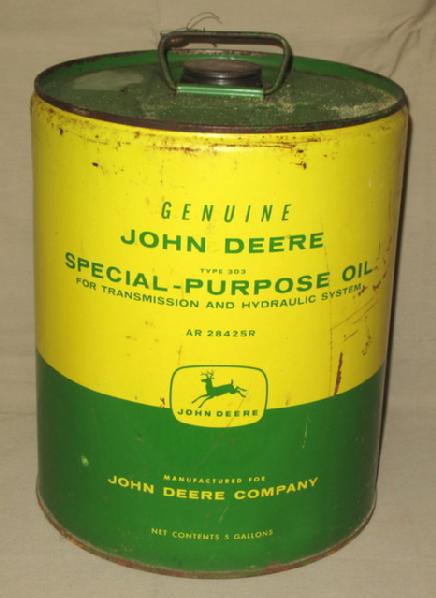 GENUINE
JOHN DEERE
TYPE 303
SPECIAL-PURPOSE OIL
FOR TRANSMISSION AND HYDRAULIC SYSTEM
AR 28425R
JOHN DEERE
MANUFACTURED FOR
JOHN DEERE COMPANY
NET CONTENTS 5 GALLONS